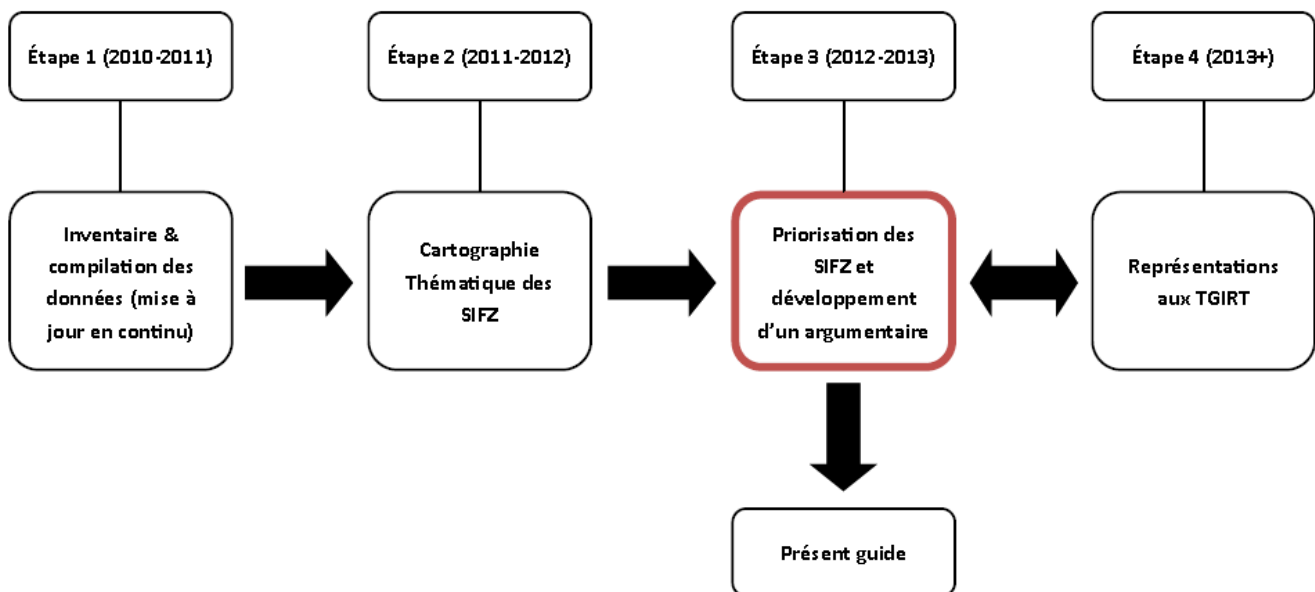 Étape 1 (2010-2011)
Étape 2 (2011-2012)
Étape 3 (2012-2013)
Étape 4 (2013+)
Inventaire &
compilation des
données (mise à
jour en continu)
Cartographie
Thématique des
SIFZ
Priorisation des
SIFZ et
développement
d'un argumentaire
Représentations
aux TGIRT
Présent guide